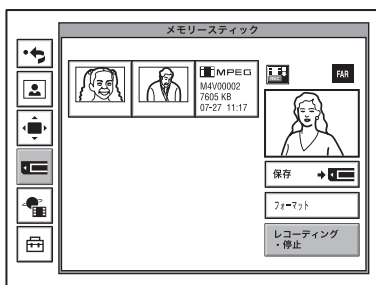 メモリースティック
MPEG
M4V00002
7605 KB
07-27 11:17
REC
FAR
保存
フォーマット
レコーディング
・停止